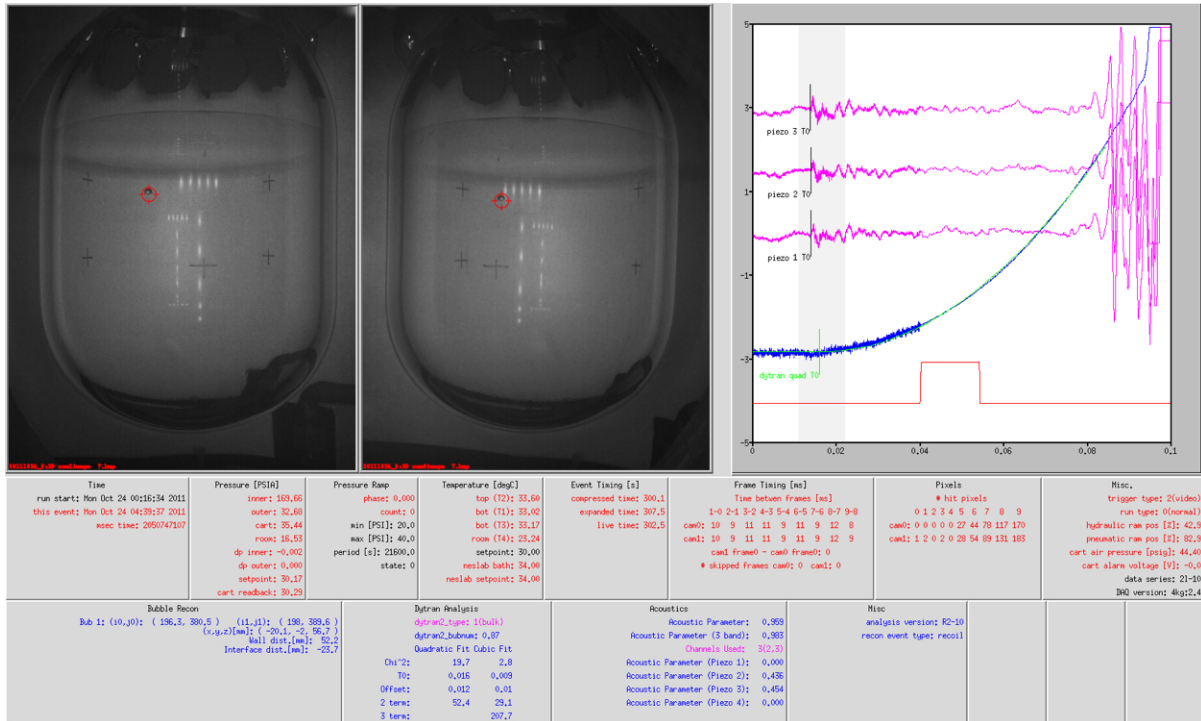 5
3
1
-1
-3
-5
piezo 3 T0
piezo 2 T0
piezo 1 T0
dytran quad T0
0.00 0.02 0.04 0.06 0.08 0.1
Time
run start: Mon Oct 24 00:16:34 2011
this event: Mon Oct 24 04:39:37 2011
msec time: 2050747107
Pressure [PSIA]
inner: 169.66
outer: 32.68
cart: 35.44
room: 16.53
dp inner: -0.002
dp outer: 0.000
setpoint: 30.17
cart readback: 30.29
Pressure Ramp
phase: 0.000
count: 0
min [PSI]: 20.0
max [PSI]: 40.0
period [s]: 21600.0
state: 0
Temperature [degC]
top (T2): 33.60
bot (T1): 33.02
bot (T3): 33.17
room (T4): 23.24
setpoint: 30.00
neslab bath: 34.00
neslab setpoint: 34.00
Event Timing [s]
compressed time: 300.1
expanded time: 307.5
live time: 302.5
Frame Timing [ms]
Time between frames [ms]
1-0 2-1 3-2 4-3 5-4 6-5 7-6 8-7 9-8
cam0: 10 9 11 11 9 11 9 12 8
cam1: 10 9 11 11 9 11 9 12 9
cam1 frame0 - cam0 frame0: 0
# skipped frames cam0: 0 cam1: 0
Pixels
# hit pixels
0 1 2 3 4 5 6 7 8 9
cam0: 0 0 0 0 0 27 44 78 117 170
cam1: 1 2 0 2 0 28 54 89 131 183
Misc.
trigger type: 2(video)
run type: 0(normal)
hydraulic ram pos [%]: 42.5
pneumatic ram pos [%]: 82.9
cart air pressure [psig]: 44.40
cart alarm voltage [V]: -0.0
data series: 2l-10
DAQ version: 4kg:2.4
Bubble Recon
Bub 1: (i0,j0): ( 196.3, 380.5 ) (i1,j1): ( 198, 389.6 )
(x,y,z)[mm]: ( -20.1, -2, 56.7 )
Wall dist.[mm]: 52.2
Interface dist.[mm]: -23.7
Dytran Analysis
dytran2_type: 1(bulk)
dytran2_bubnum: 0.87
Quadratic Fit Cubic Fit
Chi^2: 19.7 2.8
T0: 0.016 0.009
Offset: 0.012 0.01
2 term: 52.4 29.1
3 term: 207.7
Acoustics
Acoustic Parameter: 0.959
Acoustic Parameter (3 band): 0.983
Channels Used: 3(2,3)
Acoustic Parameter (Piezo 1): 0.000
Acoustic Parameter (Piezo 2): 0.436
Acoustic Parameter (Piezo 3): 0.454
Acoustic Parameter (Piezo 4): 0.000
Misc
analysis version: R2-10
recon event type: recoil